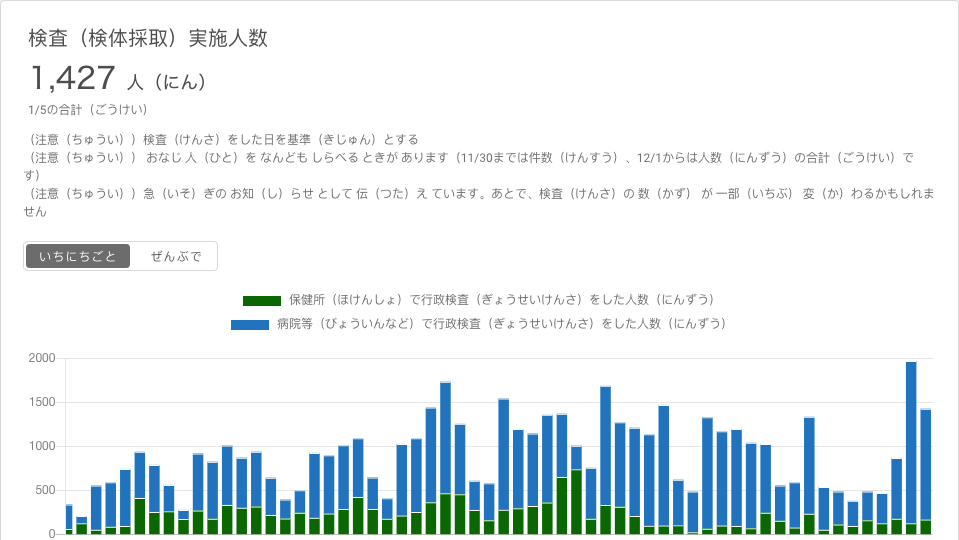 検査（検体採取）実施人数
1,427 人（にん）
1/5の合計（ごうけい）
（注意（ちゅうい））検査（けんさ）をした日を基準（きじゅん）とする
（注意（ちゅうい）） おなじ 人（ひと）を なんども しらべる ときが あります（11/30までは件数（けんすう）、12/1からは人数（にんずう）の合計（ごうけい）で
す）
（注意（ちゅうい））急（いそ）ぎの お知（し）らせ として 伝（つた）え ています。あとで、検査（けんさ）の 数（かず） が 一部（いちぶ） 変（か）わるかもしれま
せん
いちにちごと ぜんぶで
保健所（ほけんしょ）で行政検査（ぎょうせいけんさ）をした人数（にんずう）
病院等（びょういんなど）で行政検査（ぎょうせいけんさ）をした人数（にんずう）
2000
1500
1000
500
0